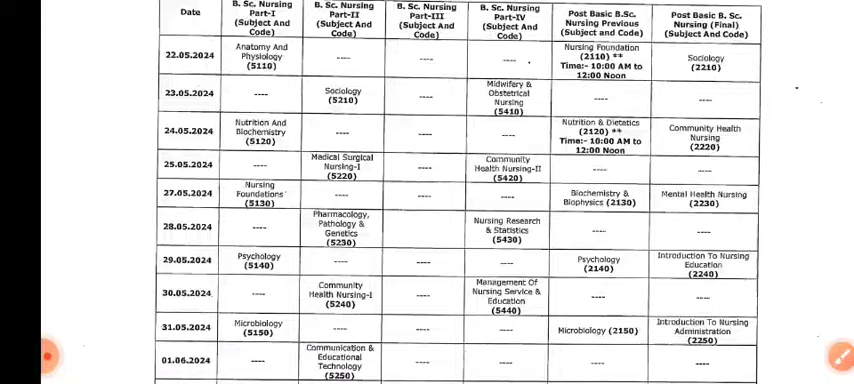 Date | B. Sc. Nursing Part-I (Subject And Code) | B. Sc. Nursing Part-II (Subject And Code) | B. Sc. Nursing Part-III (Subject And Code) | B. Sc. Nursing Part-IV (Subject And Code) | Post Basic B.Sc. Nursing Previous (Subject and Code) | Post Basic B. Sc. Nursing (Final) (Subject And Code)
22.05.2024 | Anatomy And Physiology (5110) | ---- | ---- | ---- | Nursing Foundation (2110) ** Time:- 10:00 AM to 12:00 Noon | Sociology (2210)
23.05.2024 | ---- | Sociology (5210) | ---- | Midwifery & Obstetrical Nursing (5410) | ---- | ----
24.05.2024 | Nutrition And Biochemistry (5120) | ---- | ---- | ---- | Nutrition & Dietetics (2120) ** Time:- 10:00 AM to 12:00 Noon | Community Health Nursing (2220)
25.05.2024 | ---- | Medical Surgical Nursing-I (5220) | ---- | Community Health Nursing-II (5420) | ---- | ----
27.05.2024 | Nursing Foundations (5130) | ---- | ---- | ---- | Biochemistry & Biophysics (2130) | Mental Health Nursing (2230)
28.05.2024 | ---- | Pharmacology, Pathology & Genetics (5230) | | Nursing Research & Statistics (5430) | ---- | ----
29.05.2024 | Psychology (5140) | ---- | ---- | ---- | Psychology (2140) | Introduction To Nursing Education (2240)
30.05.2024 | ---- | Community Health Nursing-I (5240) | ---- | Management Of Nursing Service & Education (5440) | ---- | ----
31.05.2024 | Microbiology (5150) | ---- | ---- | ---- | Microbiology (2150) | Introduction To Nursing Administration (2250)
01.06.2024 | ---- | Communication & Educational Technology (5250) | ---- | ---- | ---- | ----